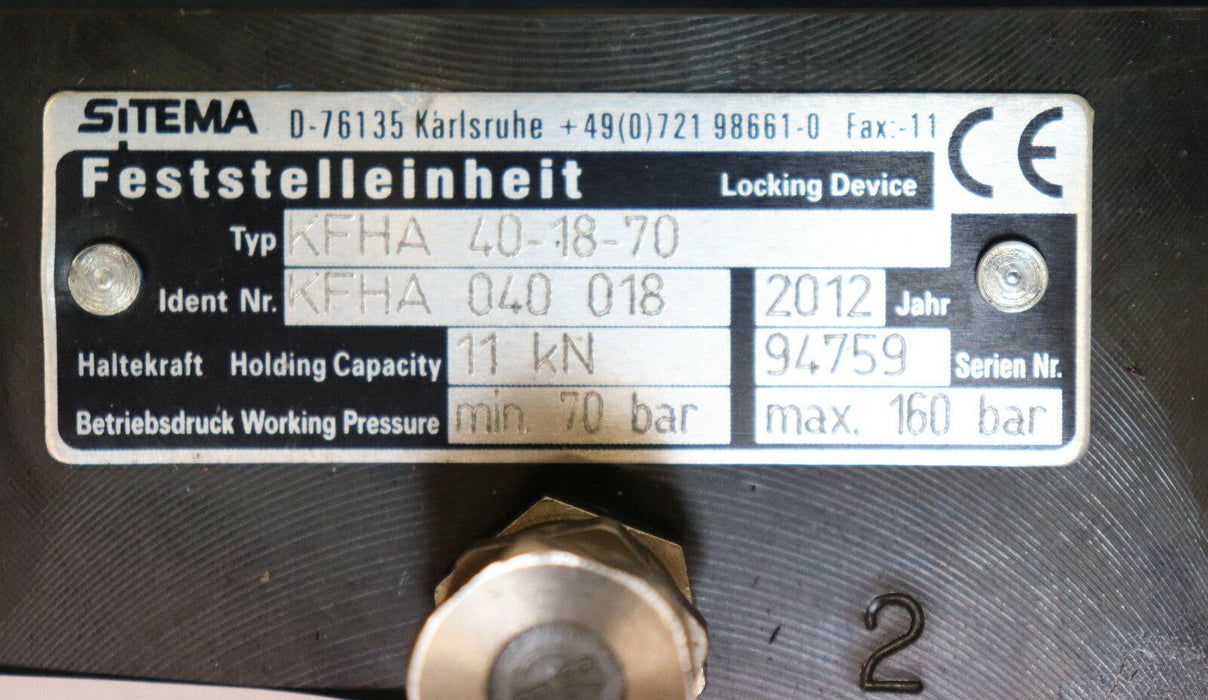 SITEMA D-76135 Karlsruhe +49(0)721 98661-0 Fax:-11 CE
Feststelleinheit Locking Device
Typ KFHA 40-18-70
Ident Nr. KFHA 040 018 2012 Jahr
Haltekraft Holding Capacity 11 kN 94759 Serien Nr.
Betriebsdruck Working Pressure min. 70 bar max. 160 bar
2